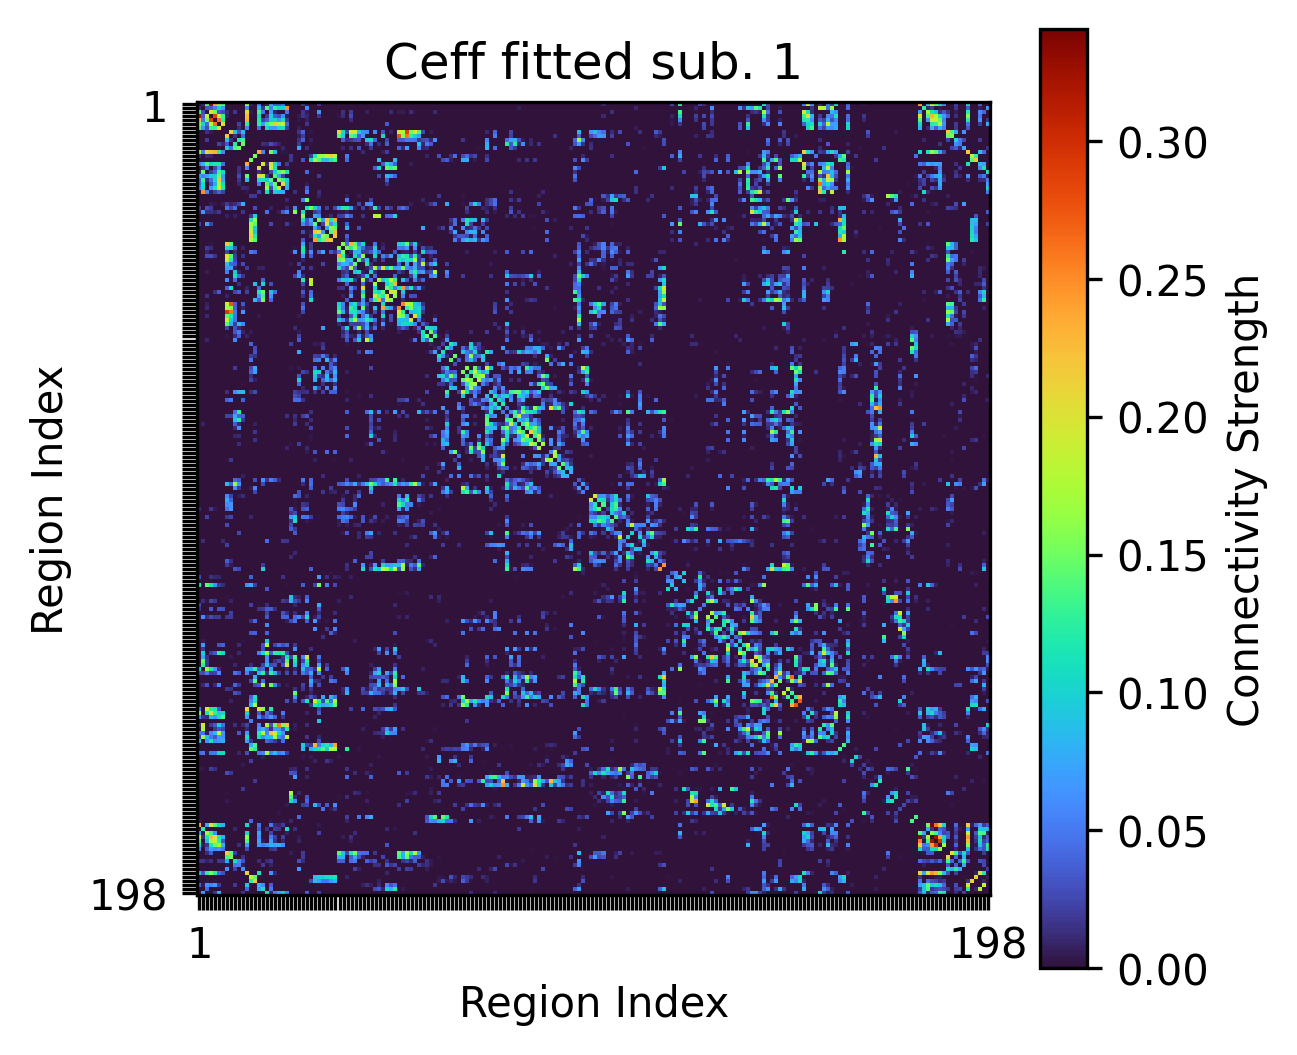 Ceff fitted sub. 1
1
198
1
198
Region Index
Region Index
0.30
0.25
0.20
0.15
0.10
0.05
0.00
Connectivity Strength